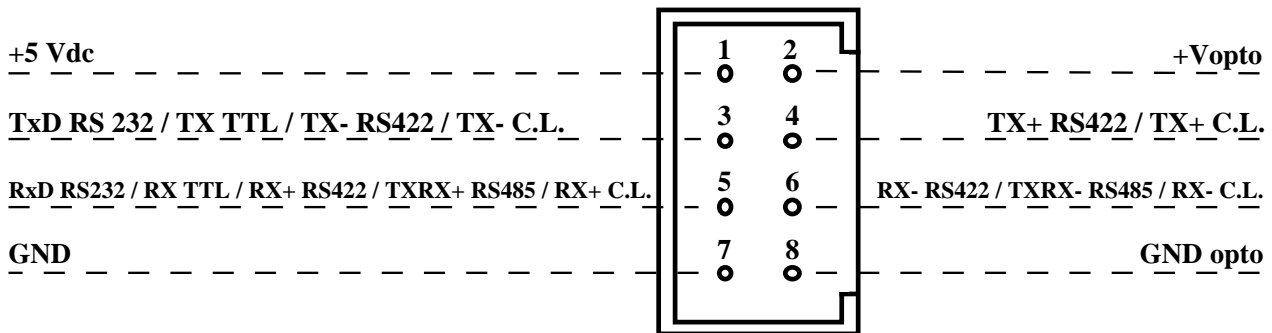 +5 Vdc 1 2 +Vopto
TxD RS 232 / TX TTL / TX- RS422 / TX- C.L. 3 4 TX+ RS422 / TX+ C.L.
RxD RS232 / RX TTL / RX+ RS422 / TXRX+ RS485 / RX+ C.L. 5 6 RX- RS422 / TXRX- RS485 / RX- C.L.
GND 7 8 GND opto